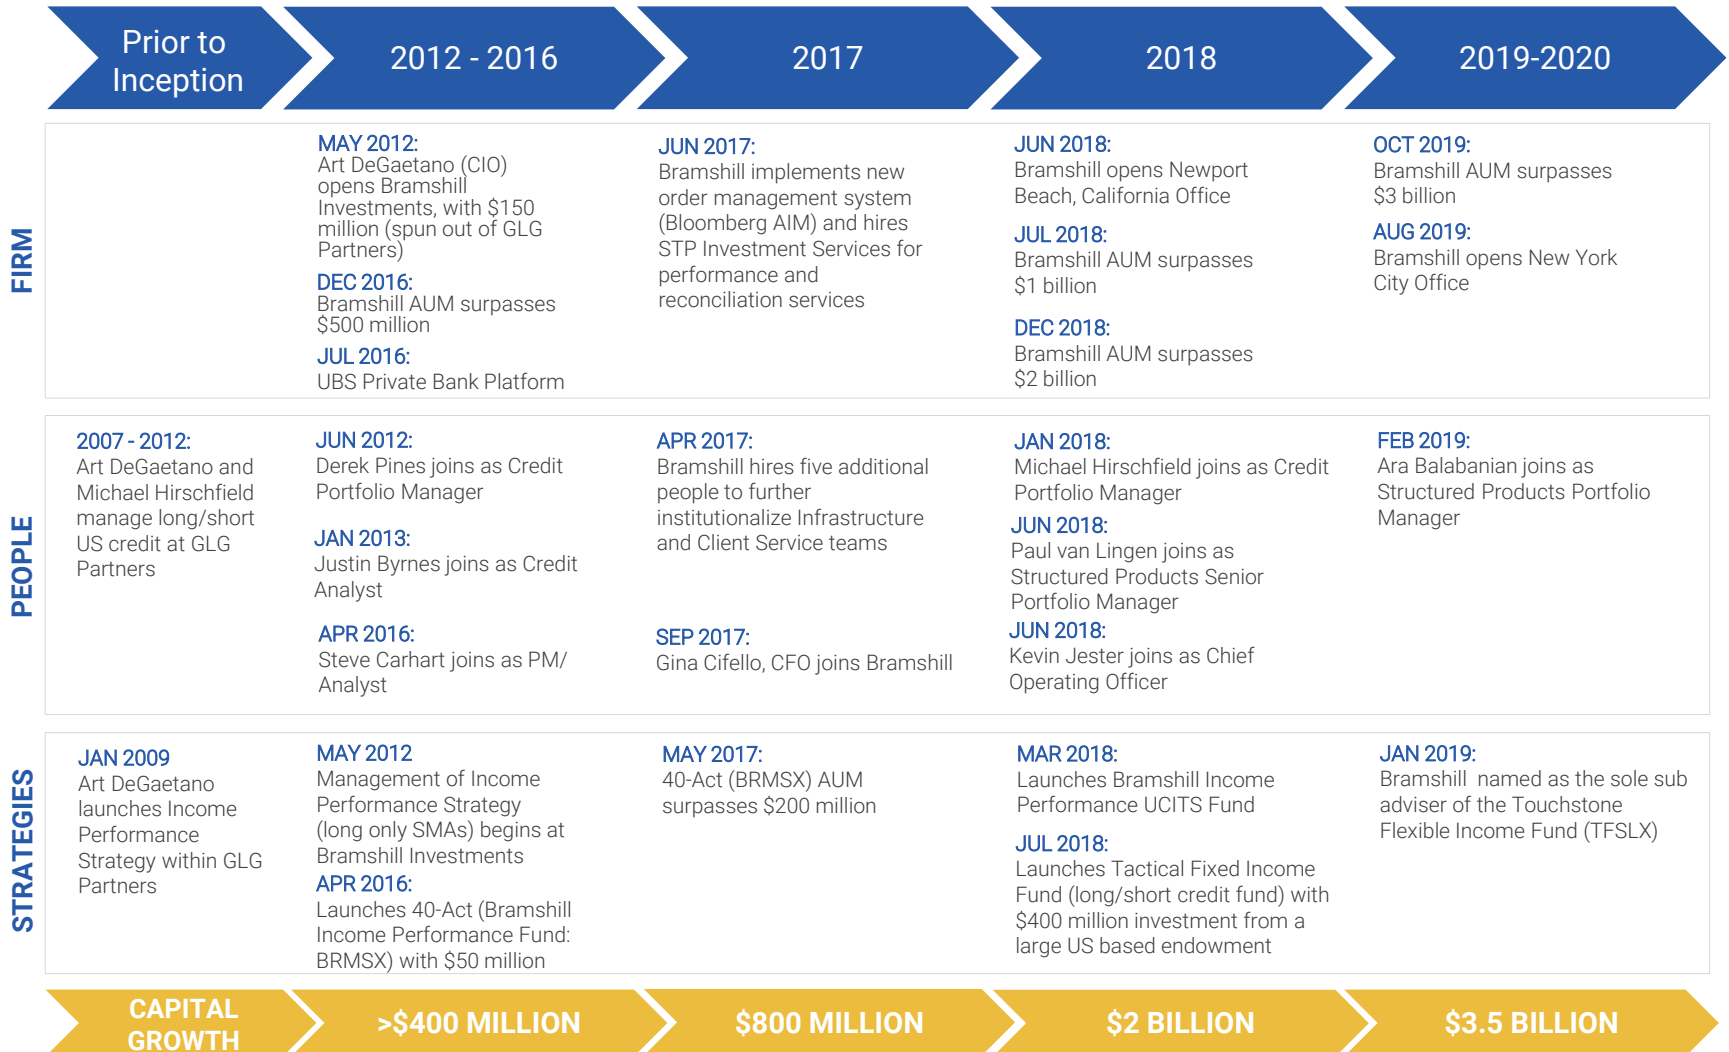 Prior to
Inception
2012 - 2016
2017
2018
2019-2020
FIRM
MAY 2012:
Art DeGaetano (CIO)
opens Bramshill
Investments, with $150
million (spun out of GLG
Partners)
DEC 2016:
Bramshill AUM surpasses
$500 million
JUL 2016:
UBS Private Bank Platform
JUN 2017:
Bramshill implements new
order management system
(Bloomberg AIM) and hires
STP Investment Services for
performance and
reconciliation services
JUN 2018:
Bramshill opens Newport
Beach, California Office
JUL 2018:
Bramshill AUM surpasses
$1 billion
DEC 2018:
Bramshill AUM surpasses
$2 billion
OCT 2019:
Bramshill AUM surpasses
$3 billion
AUG 2019:
Bramshill opens New York
City Office
PEOPLE
2007 - 2012:
Art DeGaetano and
Michael Hirschfield
manage long/short
US credit at GLG
Partners
JUN 2012:
Derek Pines joins as Credit
Portfolio Manager
JAN 2013:
Justin Byrnes joins as Credit
Analyst
APR 2016:
Steve Carhart joins as PM/
Analyst
APR 2017:
Bramshill hires five additional
people to further
institutionalize Infrastructure
and Client Service teams
SEP 2017:
Gina Cifello, CFO joins Bramshill
JAN 2018:
Michael Hirschfield joins as Credit
Portfolio Manager
JUN 2018:
Paul van Lingen joins as
Structured Products Senior
Portfolio Manager
JUN 2018:
Kevin Jester joins as Chief
Operating Officer
FEB 2019:
Ara Balabanian joins as
Structured Products Portfolio
Manager
STRATEGIES
JAN 2009
Art DeGaetano
launches Income
Performance
Strategy within GLG
Partners
MAY 2012
Management of Income
Performance Strategy
(long only SMAs) begins at
Bramshill Investments
APR 2016:
Launches 40-Act (Bramshill
Income Performance Fund:
BRMSX) with $50 million
MAY 2017:
40-Act (BRMSX) AUM
surpasses $200 million
MAR 2018:
Launches Bramshill Income
Performance UCITS Fund
JUL 2018:
Launches Tactical Fixed Income
Fund (long/short credit fund) with
$400 million investment from a
large US based endowment
JAN 2019:
Bramshill named as the sole sub
adviser of the Touchstone
Flexible Income Fund (TFSLX)
CAPITAL
GROWTH
>$400 MILLION
$800 MILLION
$2 BILLION
$3.5 BILLION